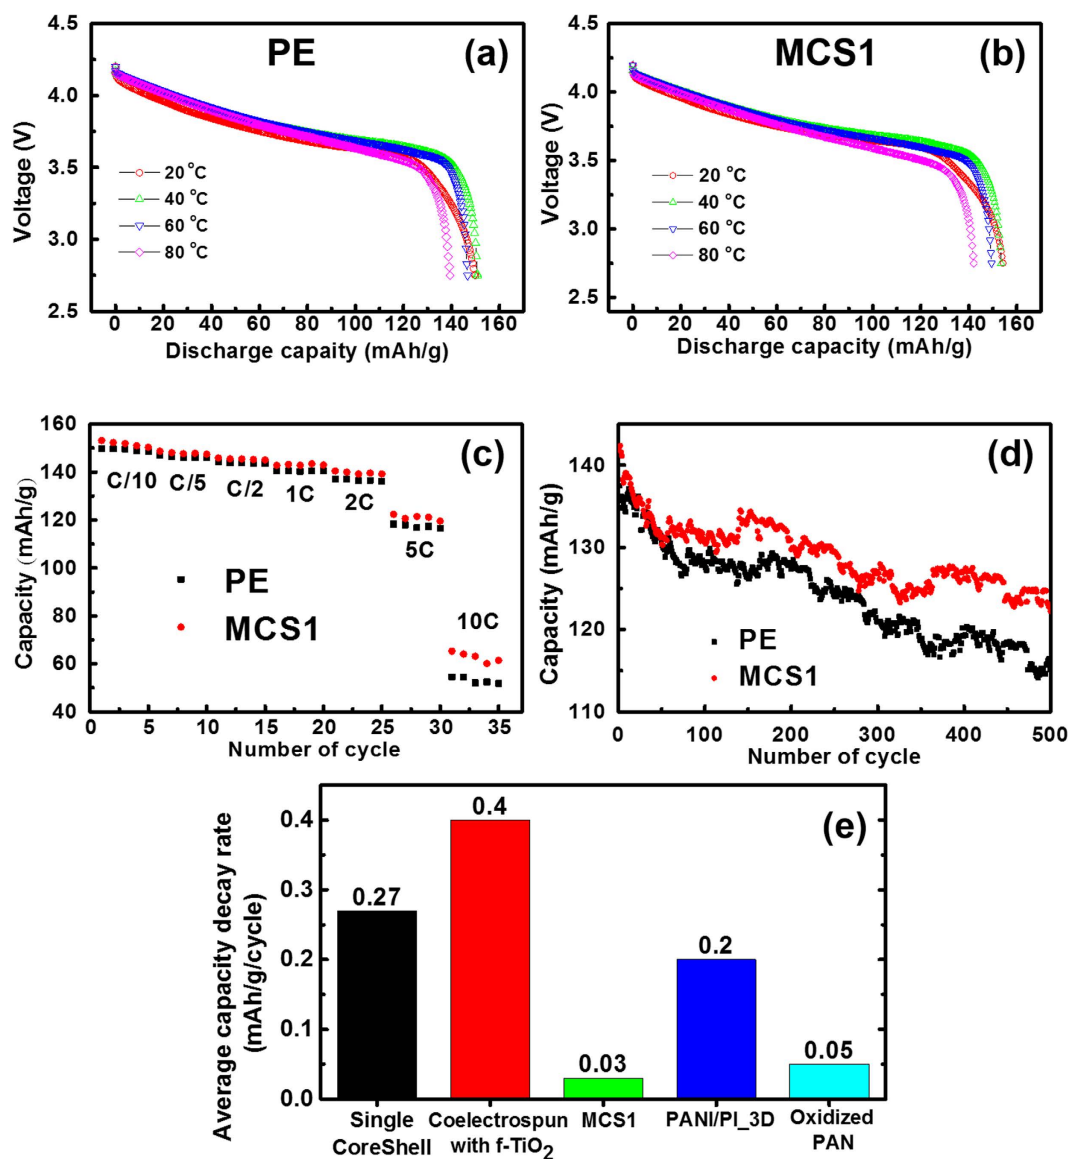 PE
(a)
4.5
4.0
3.5
3.0
2.5
Voltage (V)
20 °C
40 °C
60 °C
80 °C
0 20 40 60 80 100 120 140 160
Discharge capaity (mAh/g)
MCS1
(b)
4.5
4.0
3.5
3.0
2.5
Voltage (V)
20 °C
40 °C
60 °C
80 °C
0 20 40 60 80 100 120 140 160
Discharge capacity (mAh/g)
(c)
160
140
120
100
80
60
40
Capacity (mAh/g)
C/10 C/5 C/2 1C 2C
5C
10C
PE
MCS1
0 5 10 15 20 25 30 35
Number of cycle
(d)
140
130
120
110
Capacity (mAh/g)
PE
MCS1
0 100 200 300 400 500
Number of cycle
(e)
0.4
0.3
0.2
0.1
0.0
Average capacity decay rate
(mAh/g/cycle)
0.27
0.4
0.03
0.2
0.05
Single
CoreShell
Coelectrospun
with f-TiO₂
MCS1
PANI/PI_3D
Oxidized
PAN